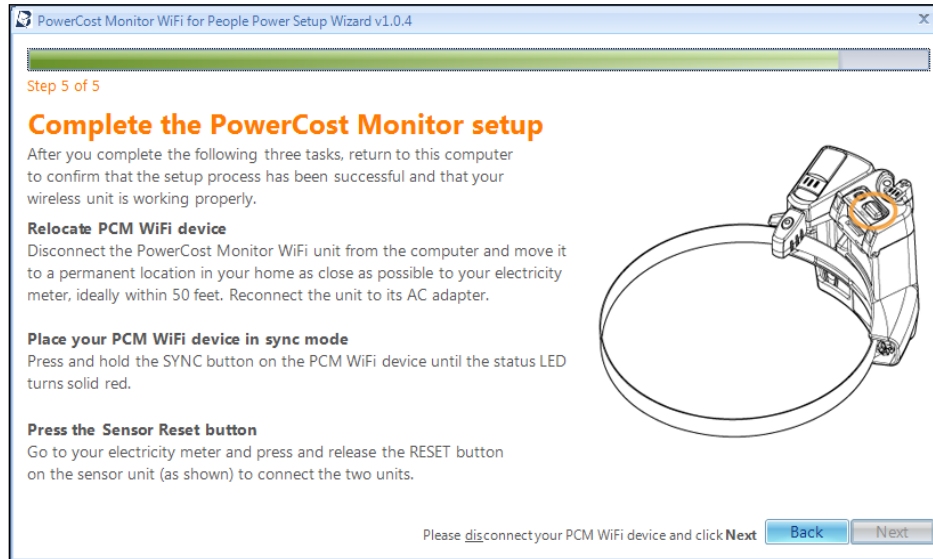 PowerCost Monitor WiFi for People Power Setup Wizard v1.0.4
x
Step 5 of 5
Complete the PowerCost Monitor setup
After you complete the following three tasks, return to this computer
to confirm that the setup process has been successful and that your
wireless unit is working properly.
Relocate PCM WiFi device
Disconnect the PowerCost Monitor WiFi unit from the computer and move it
to a permanent location in your home as close as possible to your electricity
meter, ideally within 50 feet. Reconnect the unit to its AC adapter.
Place your PCM WiFi device in sync mode
Press and hold the SYNC button on the PCM WiFi device until the status LED
turns solid red.
Press the Sensor Reset button
Go to your electricity meter and press and release the RESET button
on the sensor unit (as shown) to connect the two units.
Please disconnect your PCM WiFi device and click Next
Back
Next